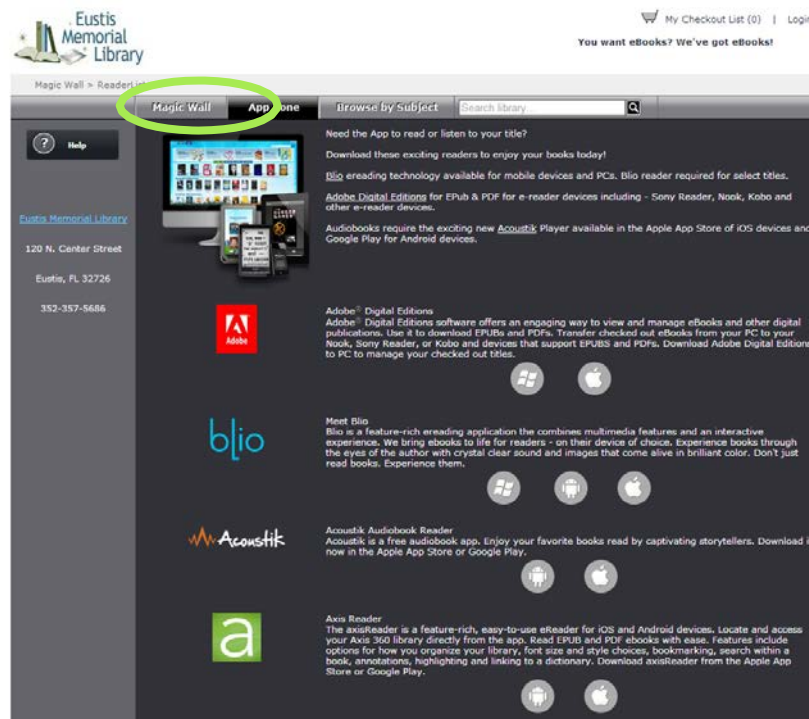 Eustis
Memorial
Library
My Checkout List (0) | Login
You want eBooks? We've got eBooks!
Magic Wall > ReaderList
Magic Wall
App Zone
Browse by Subject
Search library...
? Help
Eustis Memorial Library
120 N. Center Street
Eustis, FL 32726
352-357-5686
Need the App to read or listen to your title?
Download these exciting readers to enjoy your books today!
Blio ereading technology available for mobile devices and PCs. Blio reader required for select titles.
Adobe Digital Editions for EPub & PDF for e-reader devices including - Sony Reader, Nook, Kobo and
other e-reader devices.
Audiobooks require the exciting new Acoustik Player available in the Apple App Store of iOS devices and
Google Play for Android devices.
Adobe
Adobe® Digital Editions
Adobe® Digital Editions software offers an engaging way to view and manage eBooks and other digital
publications. Use it to download EPUBs and PDFs. Transfer checked out eBooks from your PC to your
Nook, Sony Reader, or Kobo and devices that support EPUBS and PDFs. Download Adobe Digital Editions
to PC to manage your checked out titles.
blio
Meet Blio
Blio is a feature-rich ereading application the combines multimedia features and an interactive
experience. We bring ebooks to life for readers - on their device of choice. Experience books through
the eyes of the author with crystal clear sound and images that come alive in brilliant color. Don't just
read books. Experience them.
Acoustik
Acoustik Audiobook Reader
Acoustik is a free audiobook app. Enjoy your favorite books read by captivating storytellers. Download
now in the Apple App Store or Google Play.
a
Axis Reader
The axisReader is a feature-rich, easy-to-use eReader for iOS and Android devices. Locate and access
your Axis 360 library directly from the app. Read EPUB and PDF ebooks with ease. Features include
options for how you organize your library, font size and style choices, bookmarking, search within a
book, annotations, highlighting and linking to a dictionary. Download axisReader from the Apple App
Store or Google Play.